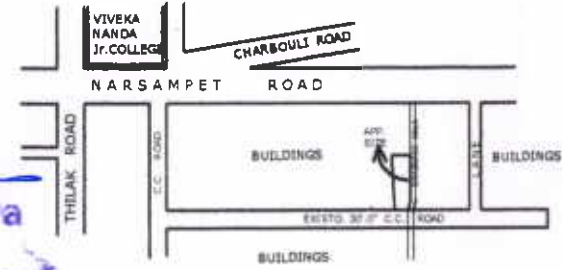 VIVEKA
NANDA
Jr.COLLEGE
CHARBOULI ROAD
NARSAMPET ROAD
THILAK ROAD
C.C. ROAD
BUILDINGS
APP.
SITE
LANE
BUILDINGS
EXISTG. 30'.0" C.C. ROAD
BUILDINGS